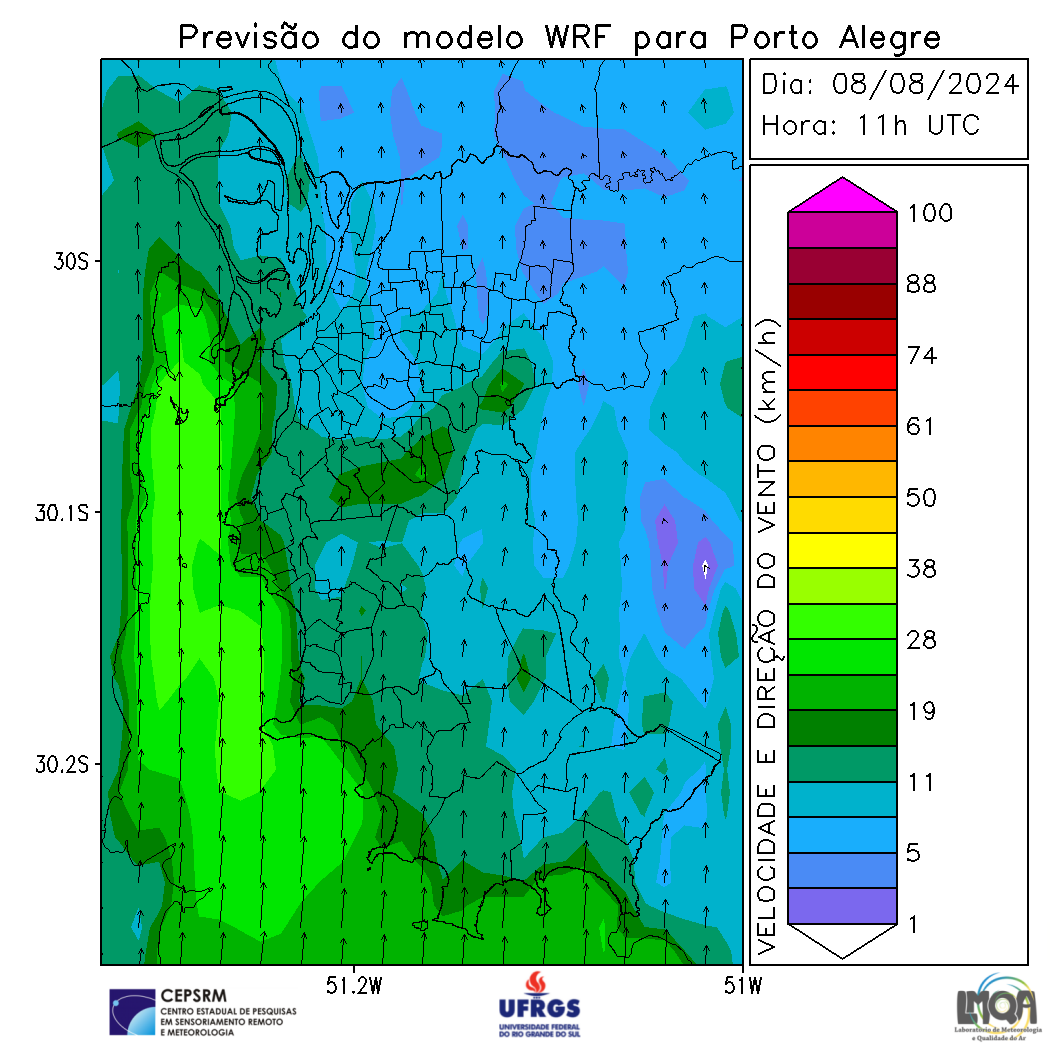 Previsão do modelo WRF para Porto Alegre
Dia: 08/08/2024
Hora: 11h UTC
30S
30.1S
30.2S
51.2W
51W
VELOCIDADE E DIREÇÃO DO VENTO (km/h)
100
88
74
61
50
38
28
19
11
5
1
CEPSRM
CENTRO ESTADUAL DE PESQUISAS
EM SENSORIAMENTO REMOTO
E METEOROLOGIA
UFRGS
UNIVERSIDADE FEDERAL
DO RIO GRANDE DO SUL
LMQA
Laboratório de Meteorologia
e Qualidade do Ar